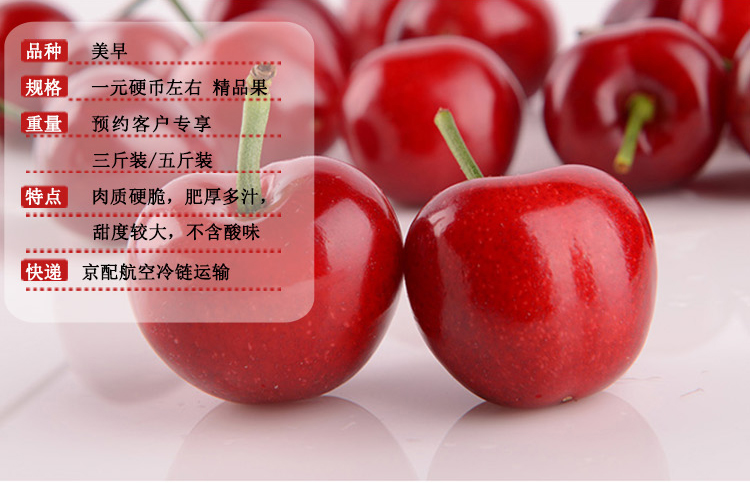 品种 美早
规格 一元硬币左右 精品果
重量 预约客户专享
三斤装/五斤装
特点 肉质硬脆，肥厚多汁，
甜度较大，不含酸味
快递 京配航空冷链运输